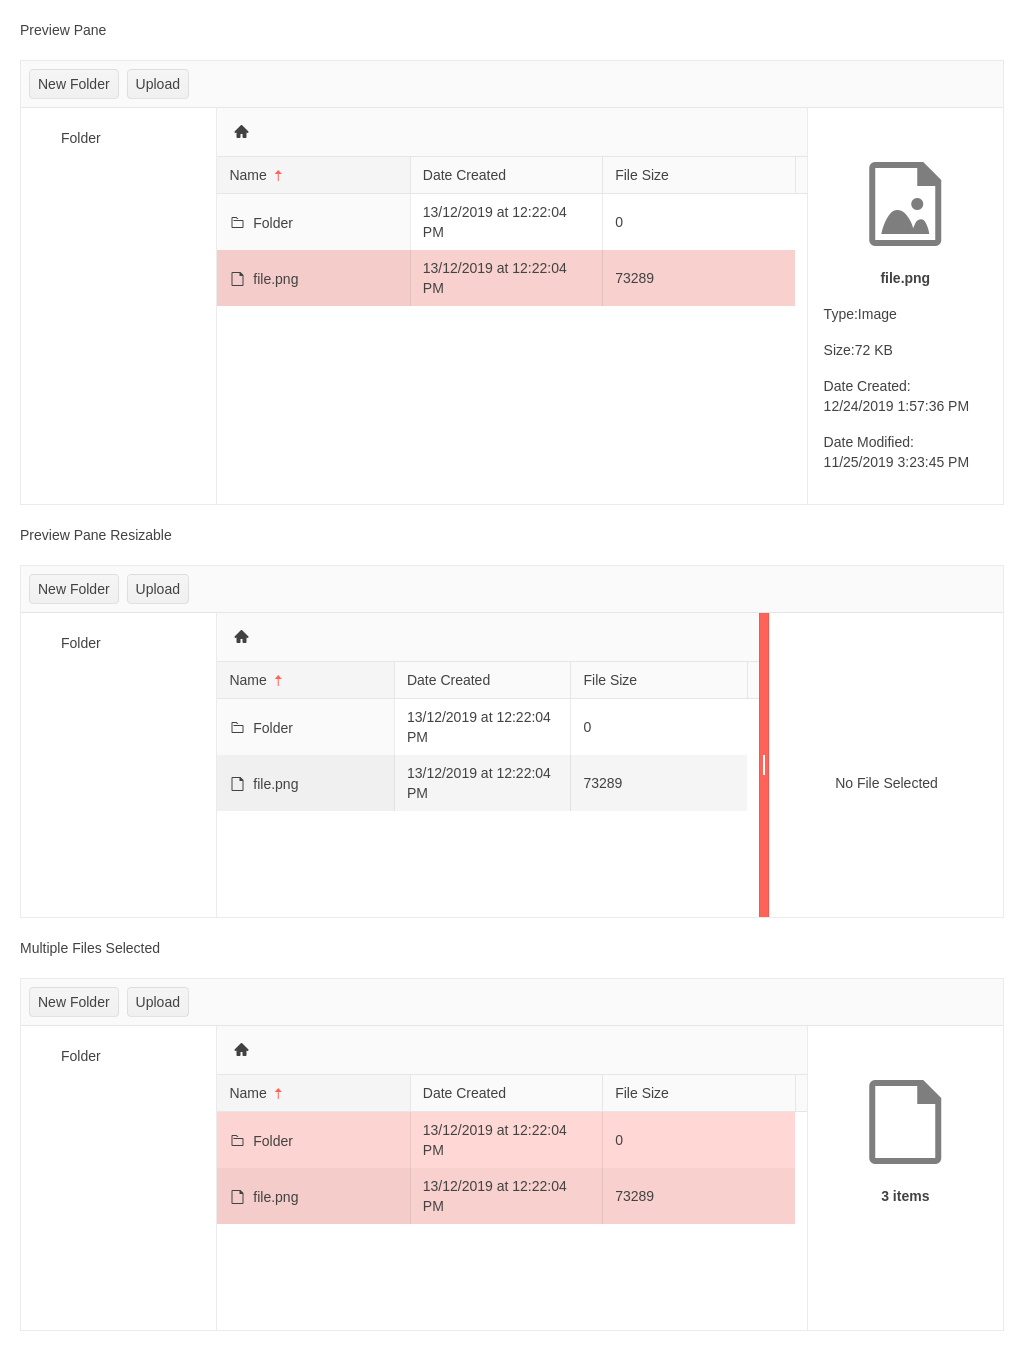 Preview Pane
New Folder Upload
Folder
Name Date Created File Size
Folder 13/12/2019 at 12:22:04 PM 0
file.png 13/12/2019 at 12:22:04 PM 73289
file.png
Type:Image
Size:72 KB
Date Created:
12/24/2019 1:57:36 PM
Date Modified:
11/25/2019 3:23:45 PM
Preview Pane Resizable
New Folder Upload
Folder
Name Date Created File Size
Folder 13/12/2019 at 12:22:04 PM 0
file.png 13/12/2019 at 12:22:04 PM 73289
No File Selected
Multiple Files Selected
New Folder Upload
Folder
Name Date Created File Size
Folder 13/12/2019 at 12:22:04 PM 0
file.png 13/12/2019 at 12:22:04 PM 73289
3 items